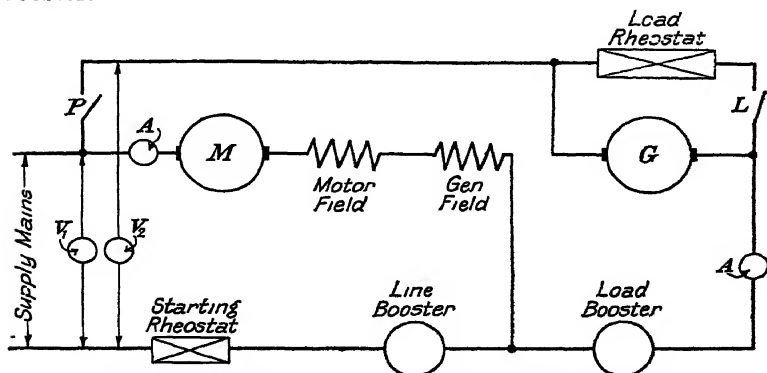 Load
Rheostat
P
A
M
L
G
Motor
Field
Gen
Field
Supply Mains
V1
V2
A
Starting
Rheostat
Line
Booster
Load
Booster